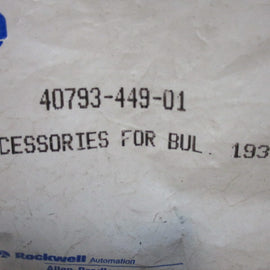 40793-449-01
CESSORIES FOR BUL. 193
Rockwell Automation